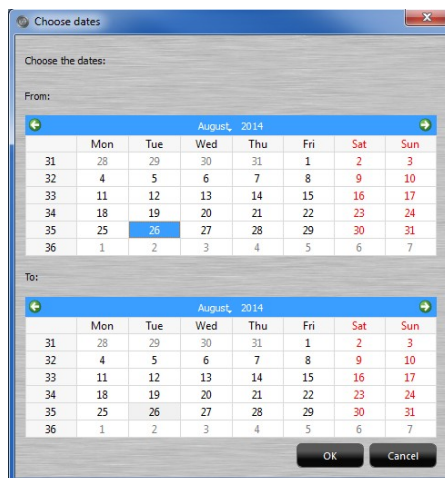 Choose dates
Choose the dates:
From:
August, 2014
Mon Tue Wed Thu Fri Sat Sun
31 28 29 30 31 1 2 3
32 4 5 6 7 8 9 10
33 11 12 13 14 15 16 17
34 18 19 20 21 22 23 24
35 25 26 27 28 29 30 31
36 1 2 3 4 5 6 7
To:
August, 2014
Mon Tue Wed Thu Fri Sat Sun
31 28 29 30 31 1 2 3
32 4 5 6 7 8 9 10
33 11 12 13 14 15 16 17
34 18 19 20 21 22 23 24
35 25 26 27 28 29 30 31
36 1 2 3 4 5 6 7
OK Cancel